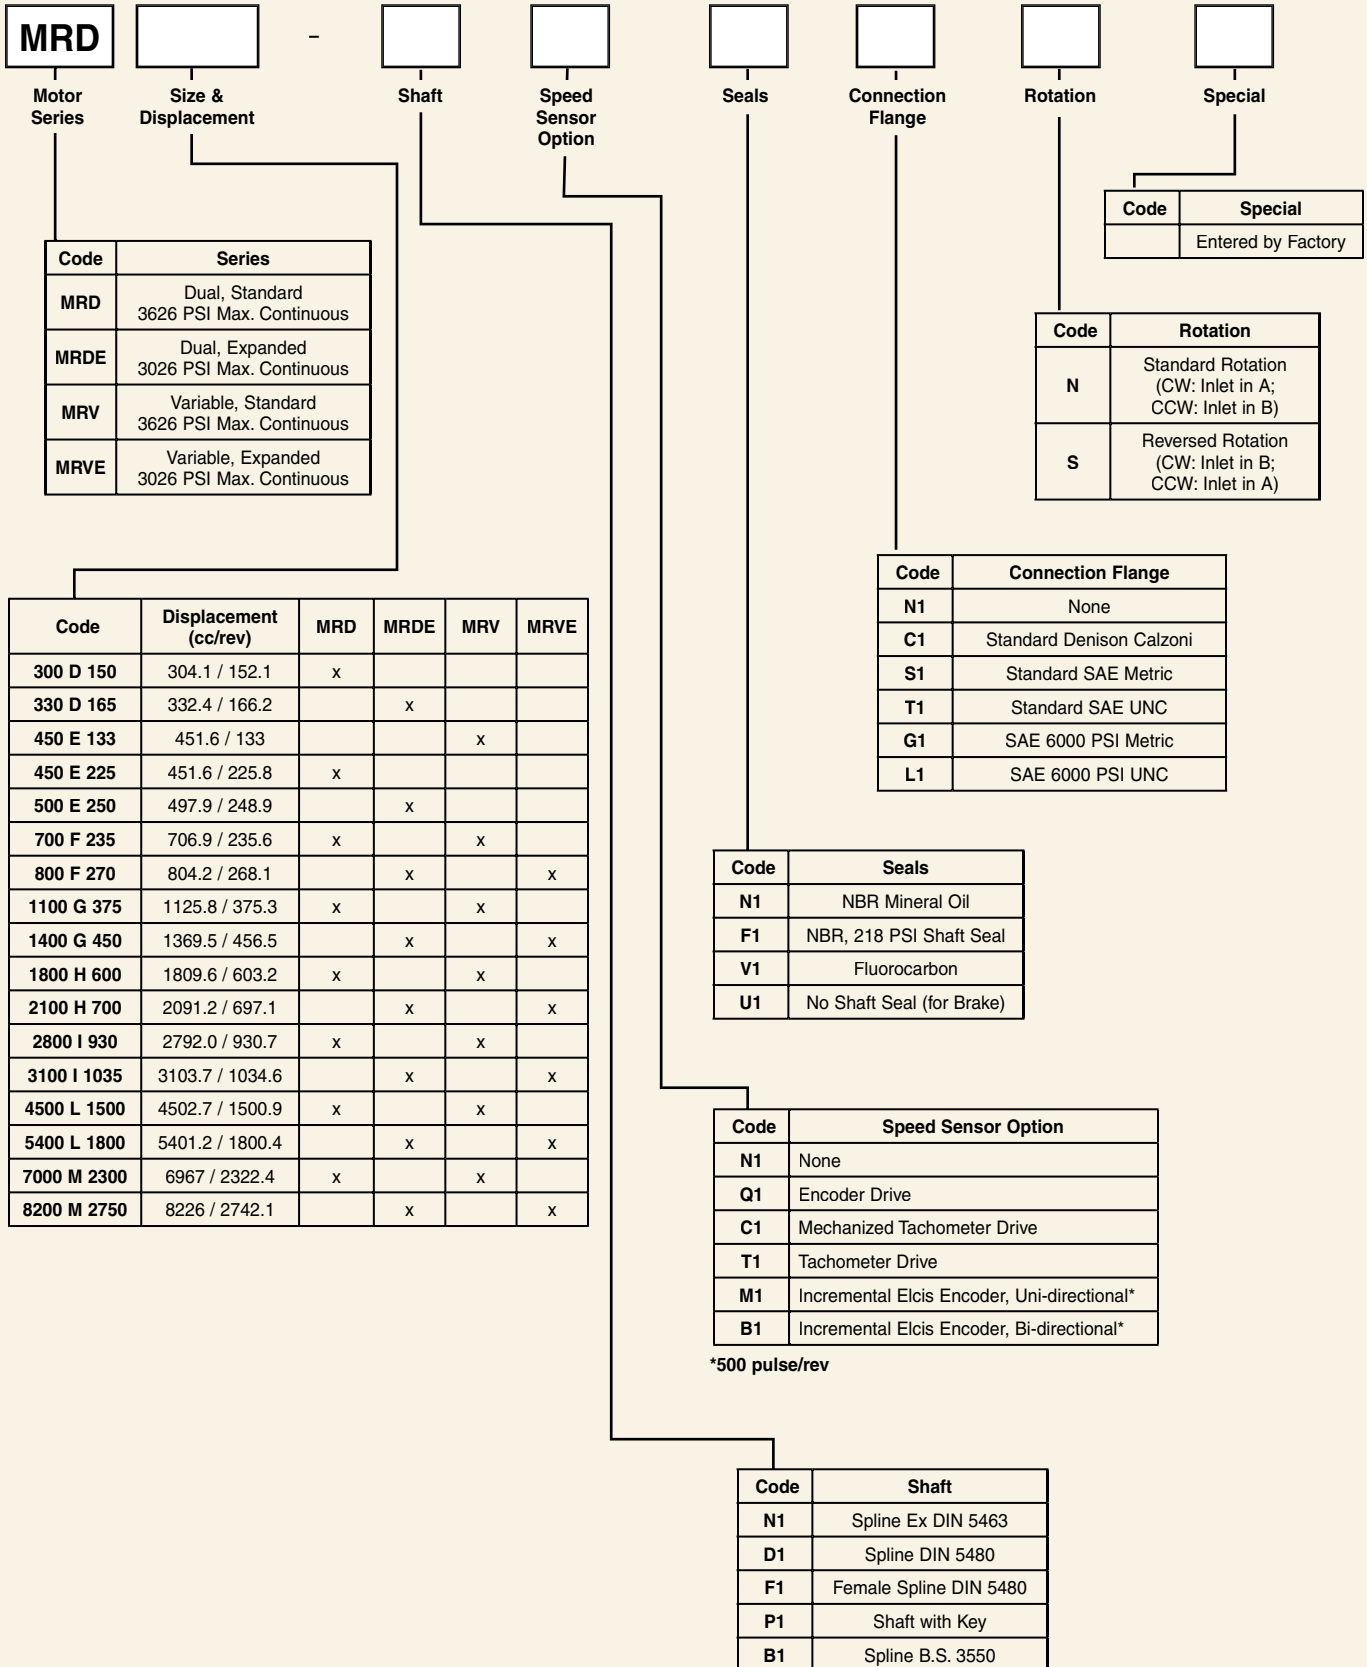 MRD
–
Motor Series
Size & Displacement
Shaft
Speed Sensor Option
Seals
Connection Flange
Rotation
Special
Code Special
Entered by Factory
Code Series
MRD Dual, Standard
3626 PSI Max. Continuous
MRDE Dual, Expanded
3026 PSI Max. Continuous
MRV Variable, Standard
3626 PSI Max. Continuous
MRVE Variable, Expanded
3026 PSI Max. Continuous
Code Rotation
N Standard Rotation
(CW: Inlet in A;
CCW: Inlet in B)
S Reversed Rotation
(CW: Inlet in B;
CCW: Inlet in A)
Code Connection Flange
N1 None
C1 Standard Denison Calzoni
S1 Standard SAE Metric
T1 Standard SAE UNC
G1 SAE 6000 PSI Metric
L1 SAE 6000 PSI UNC
Code Displacement (cc/rev) MRD MRDE MRV MRVE
300 D 150 304.1 / 152.1 x
330 D 165 332.4 / 166.2 x
450 E 133 451.6 / 133 x
450 E 225 451.6 / 225.8 x
500 E 250 497.9 / 248.9 x
700 F 235 706.9 / 235.6 x x
800 F 270 804.2 / 268.1 x x
1100 G 375 1125.8 / 375.3 x x
1400 G 450 1369.5 / 456.5 x x
1800 H 600 1809.6 / 603.2 x x
2100 H 700 2091.2 / 697.1 x x
2800 I 930 2792.0 / 930.7 x x
3100 I 1035 3103.7 / 1034.6 x x
4500 L 1500 4502.7 / 1500.9 x x
5400 L 1800 5401.2 / 1800.4 x x
7000 M 2300 6967 / 2322.4 x x
8200 M 2750 8226 / 2742.1 x x
Code Seals
N1 NBR Mineral Oil
F1 NBR, 218 PSI Shaft Seal
V1 Fluorocarbon
U1 No Shaft Seal (for Brake)
Code Speed Sensor Option
N1 None
Q1 Encoder Drive
C1 Mechanized Tachometer Drive
T1 Tachometer Drive
M1 Incremental Elcis Encoder, Uni-directional*
B1 Incremental Elcis Encoder, Bi-directional*
*500 pulse/rev
Code Shaft
N1 Spline Ex DIN 5463
D1 Spline DIN 5480
F1 Female Spline DIN 5480
P1 Shaft with Key
B1 Spline B.S. 3550